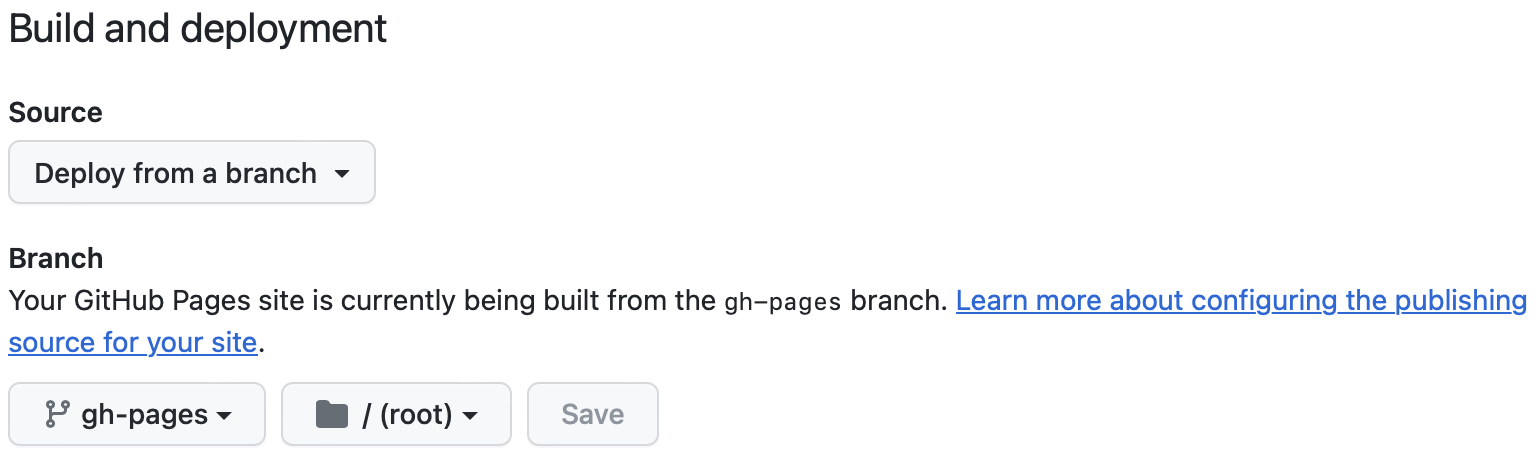 Build and deployment
Source
Deploy from a branch
Branch
Your GitHub Pages site is currently being built from the gh-pages branch. Learn more about configuring the publishing
source for your site.
gh-pages / (root) Save